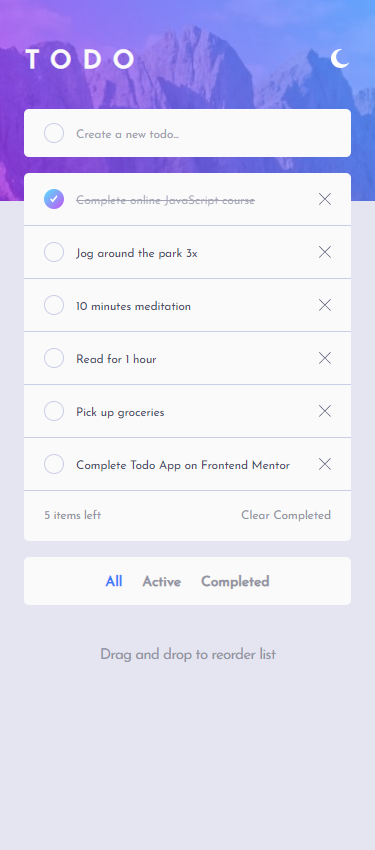 TODO
Create a new todo...
Complete online JavaScript course
Jog around the park 3x
10 minutes meditation
Read for 1 hour
Pick up groceries
Complete Todo App on Frontend Mentor
5 items left Clear Completed
All Active Completed
Drag and drop to reorder list